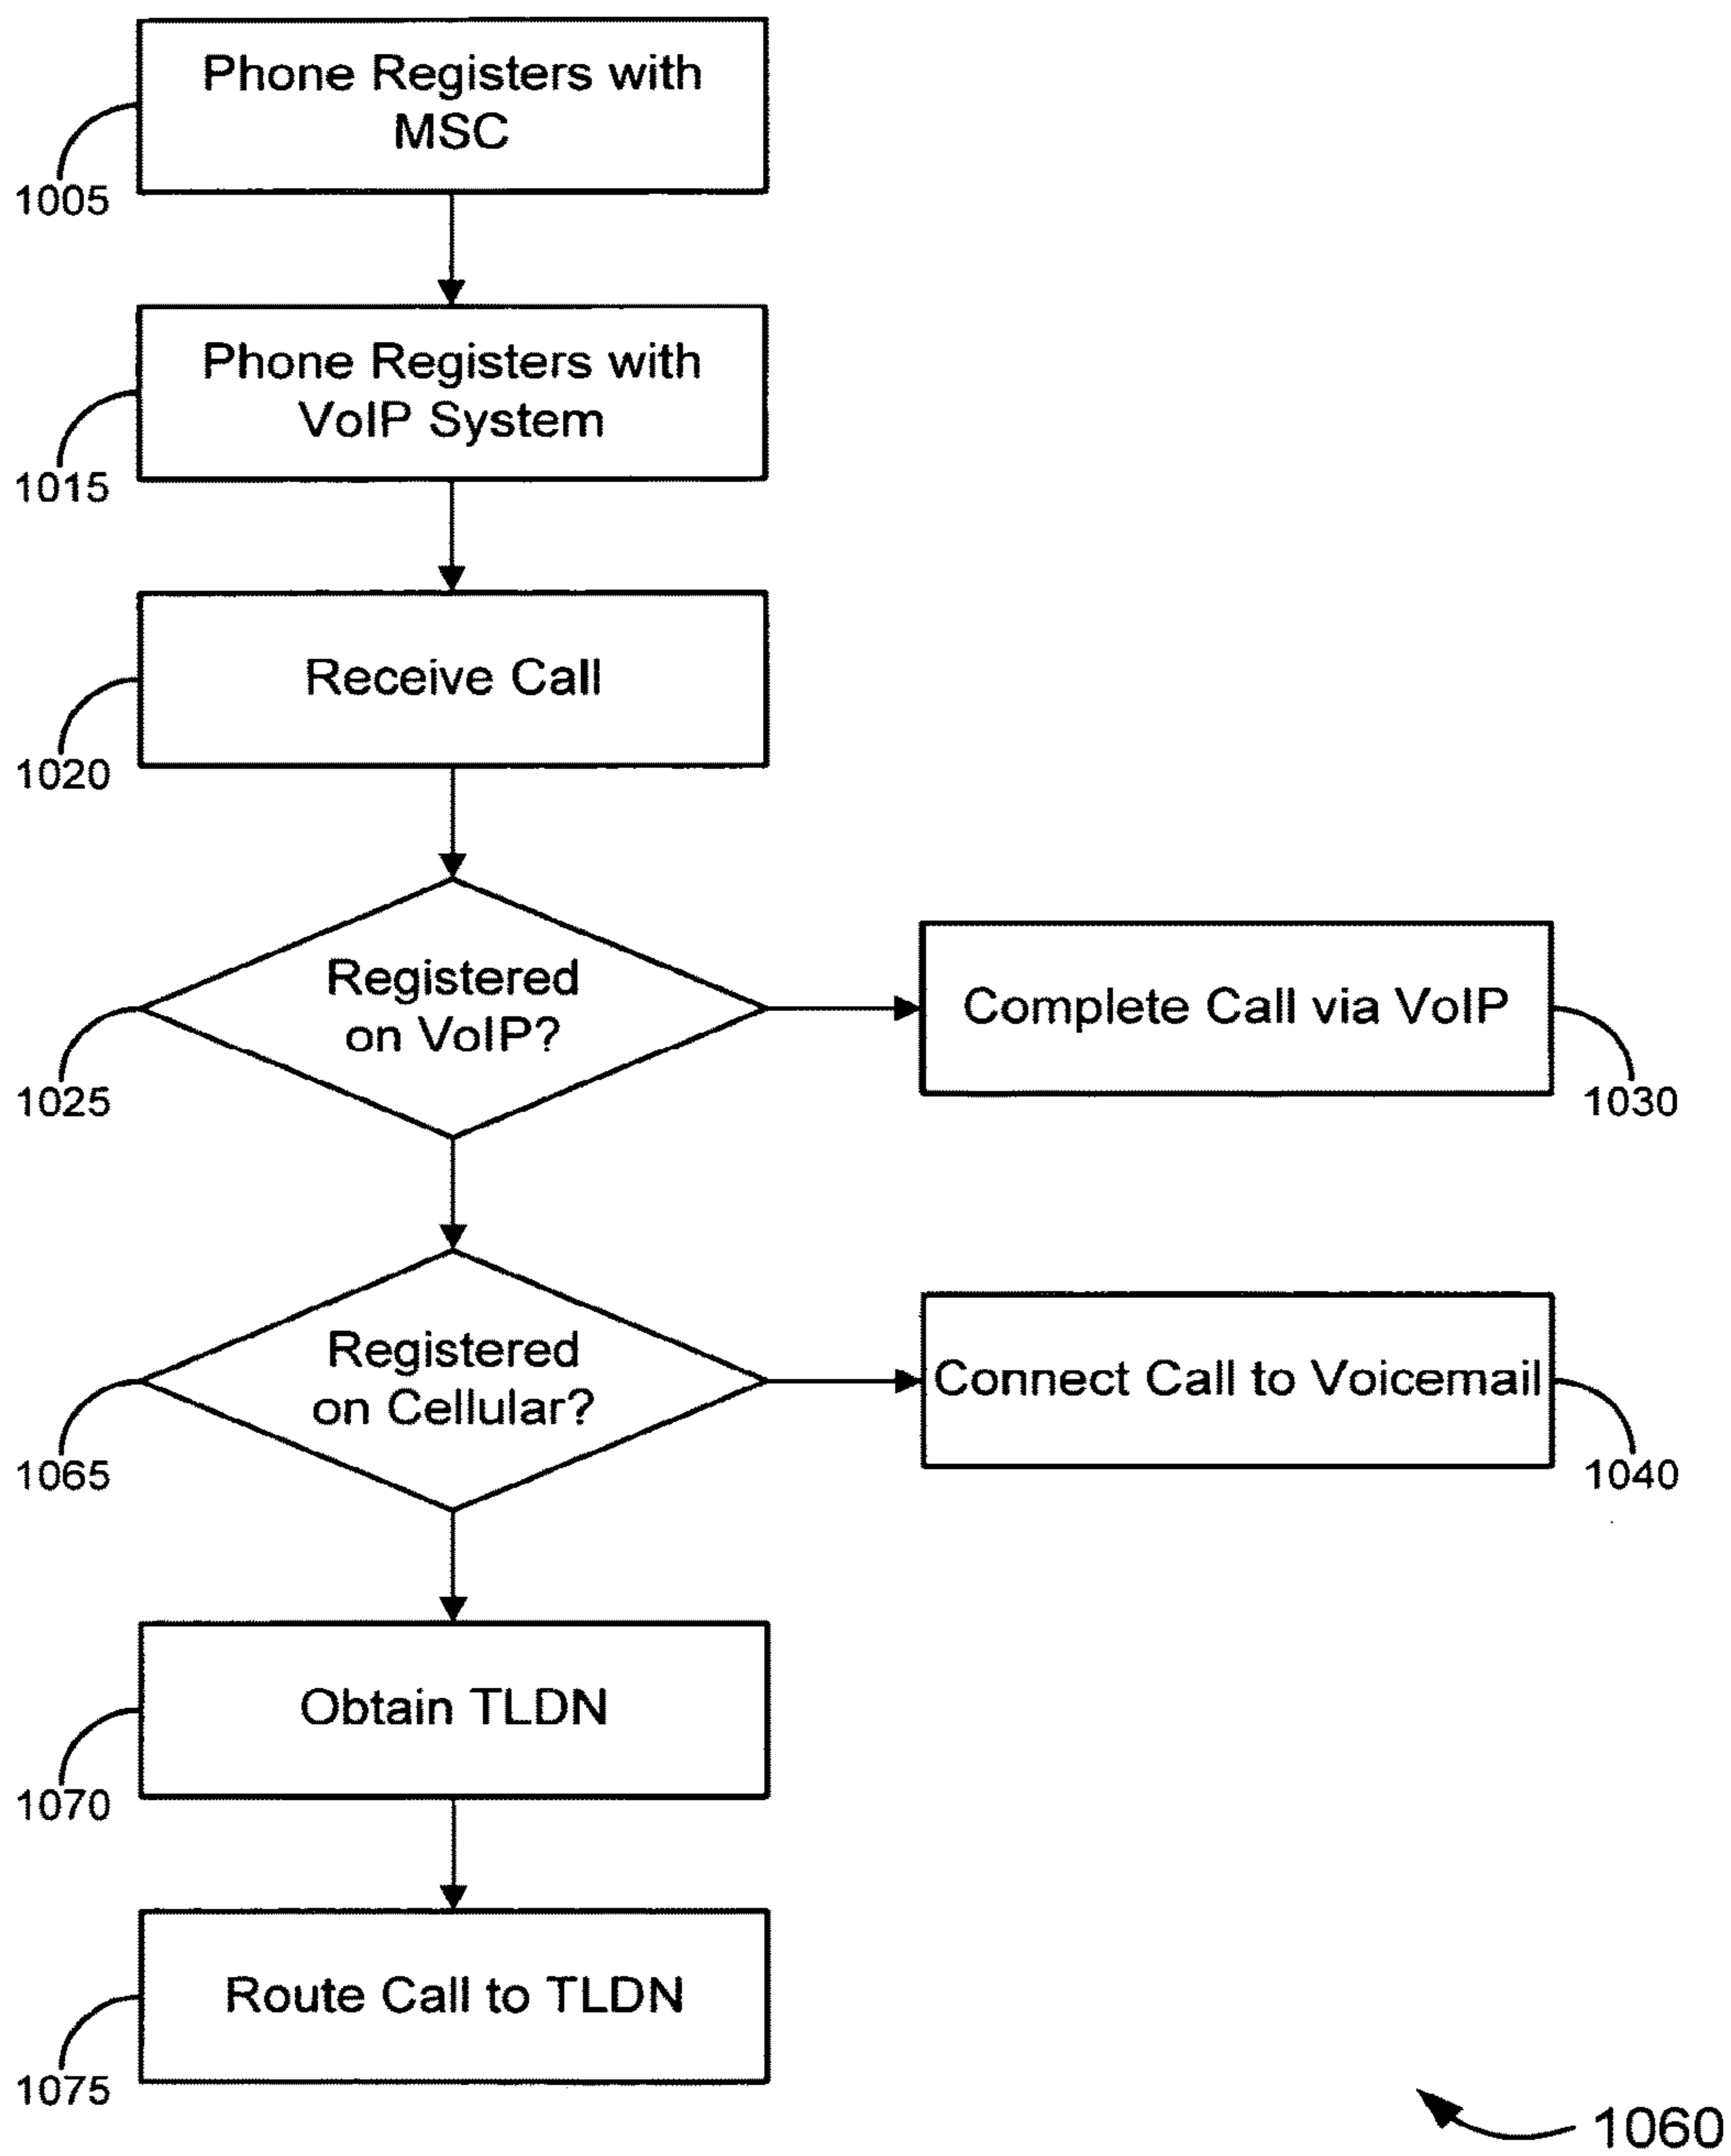 Phone Registers with
MSC
1005
Phone Registers with
VoIP System
1015
Receive Call
1020
Registered
on VoIP?
1025
Complete Call via VoIP
1030
Registered
on Cellular?
1065
Connect Call to Voicemail
1040
Obtain TLDN
1070
Route Call to TLDN
1075
1060